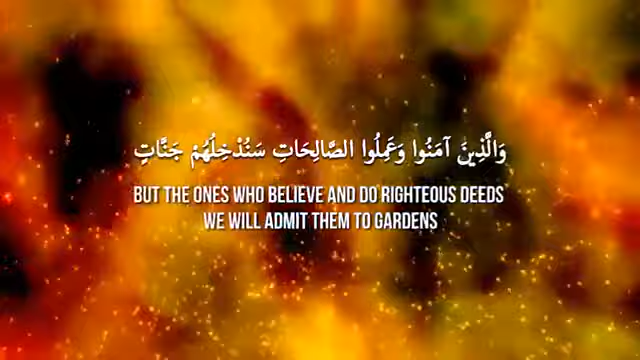 وَالَّذِينَ آمَنُوا وَعَمِلُوا الصَّالِحَاتِ سَنُدْخِلُهُمْ جَنَّاتٍ
BUT THE ONES WHO BELIEVE AND DO RIGHTEOUS DEEDS
WE WILL ADMIT THEM TO GARDENS